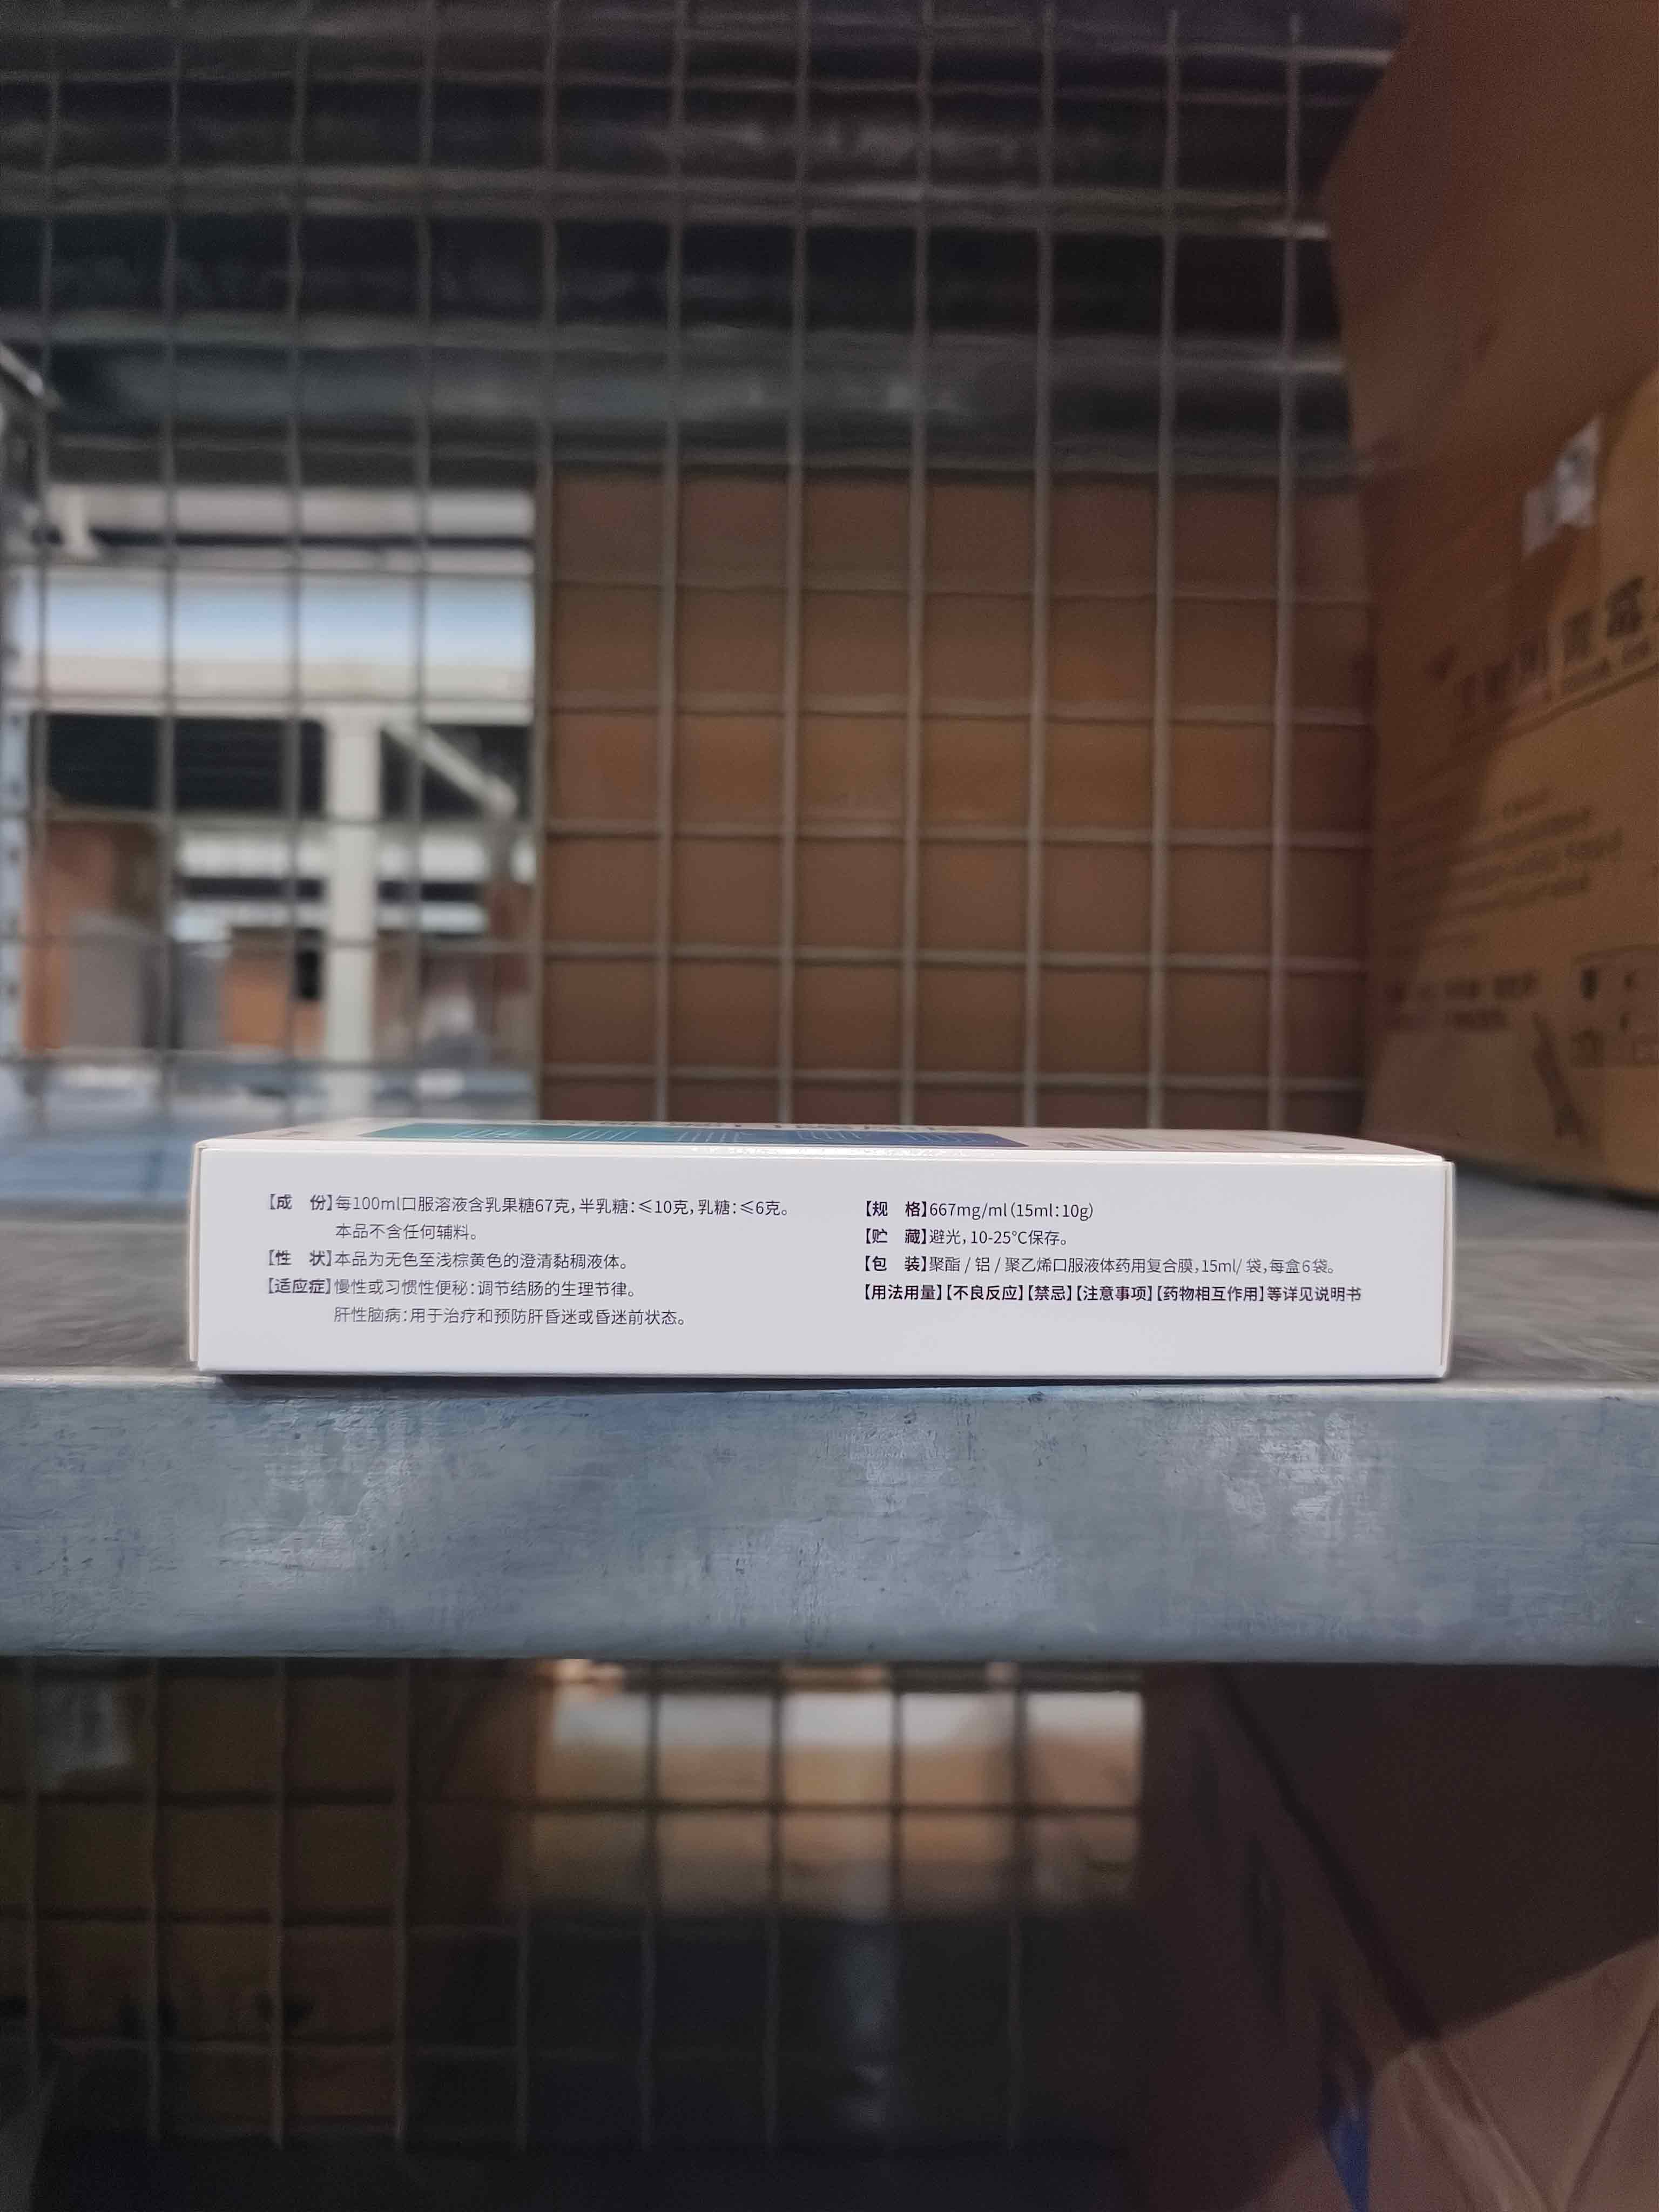 【成 份】每100ml口服溶液含乳果糖67克,半乳糖:≤10克,乳糖:≤6克。
本品不含任何辅料。
【性 状】本品为无色至浅棕黄色的澄清黏稠液体。
【适应症】慢性或习惯性便秘:调节结肠的生理节律。
肝性脑病:用于治疗和预防肝昏迷或昏迷前状态。
【规 格】667mg/ml(15ml:10g)
【贮 藏】避光,10-25℃保存。
【包 装】聚酯/铝/聚乙烯口服液体药用复合膜,15ml/袋,每盒6袋。
【用法用量】【不良反应】【禁忌】【注意事项】【药物相互作用】等详见说明书